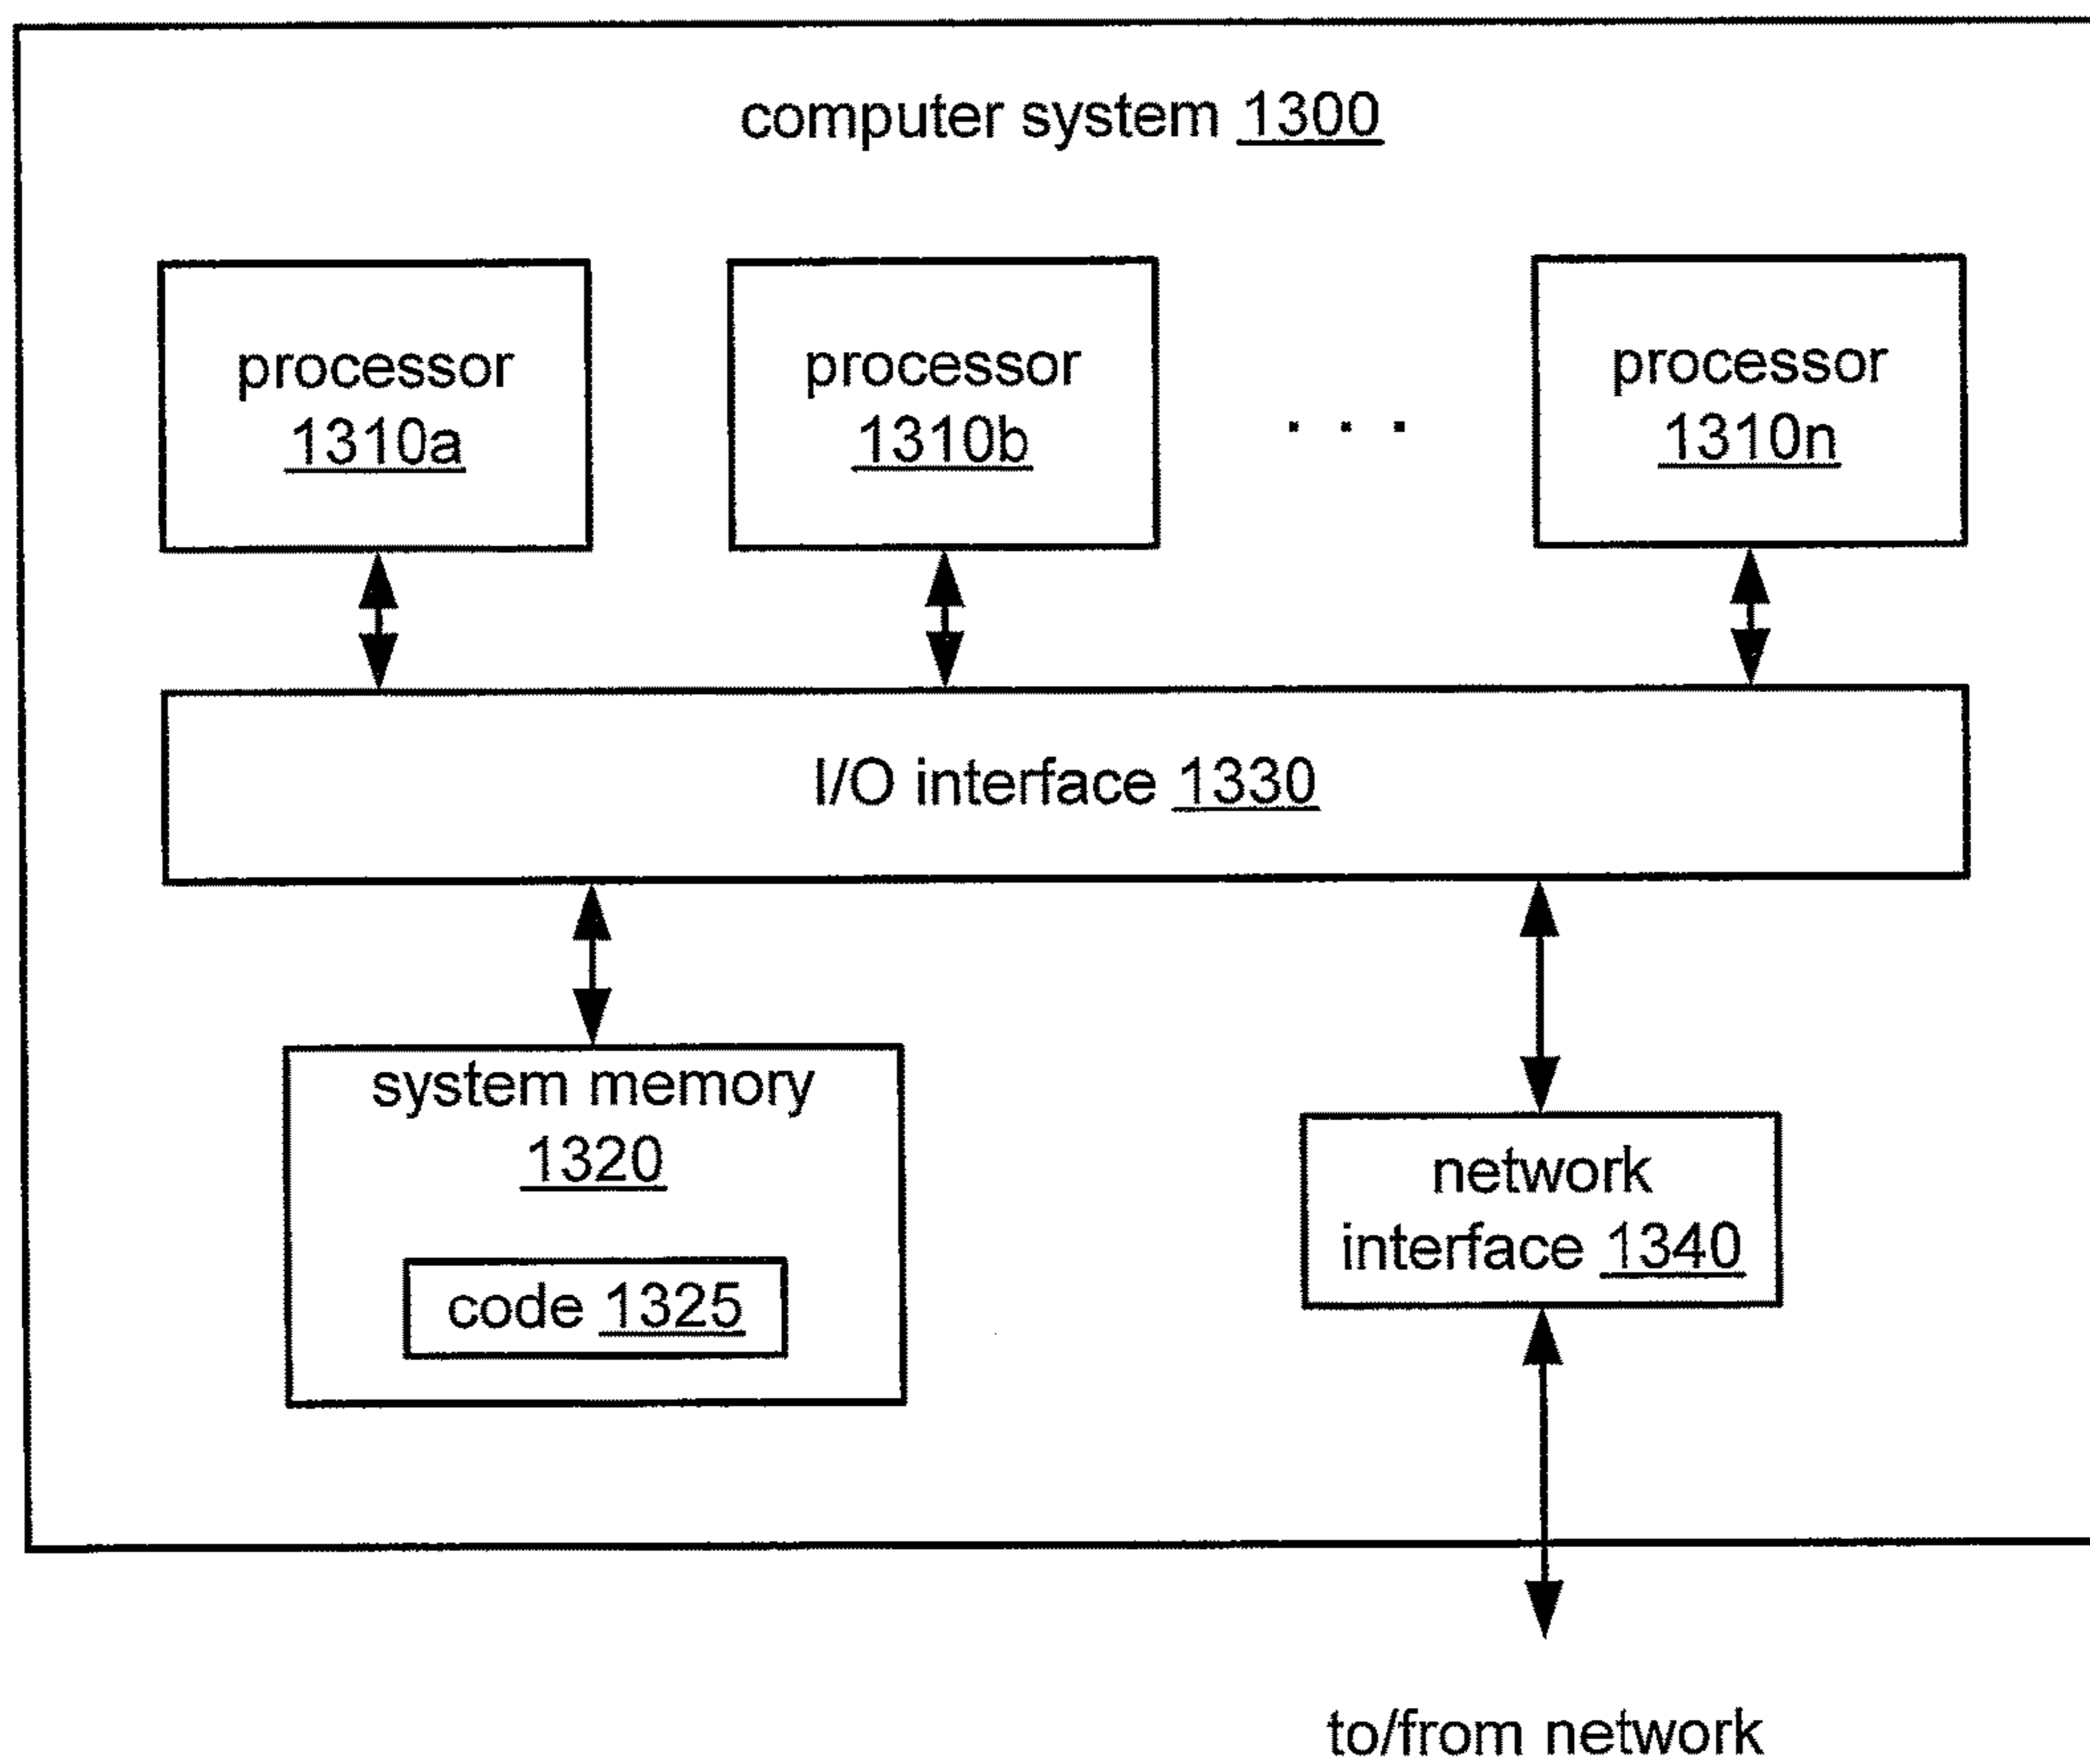 computer system 1300
processor
1310a
processor
1310b
. . .
processor
1310n
I/O interface 1330
system memory
1320
code 1325
network
interface 1340
to/from network